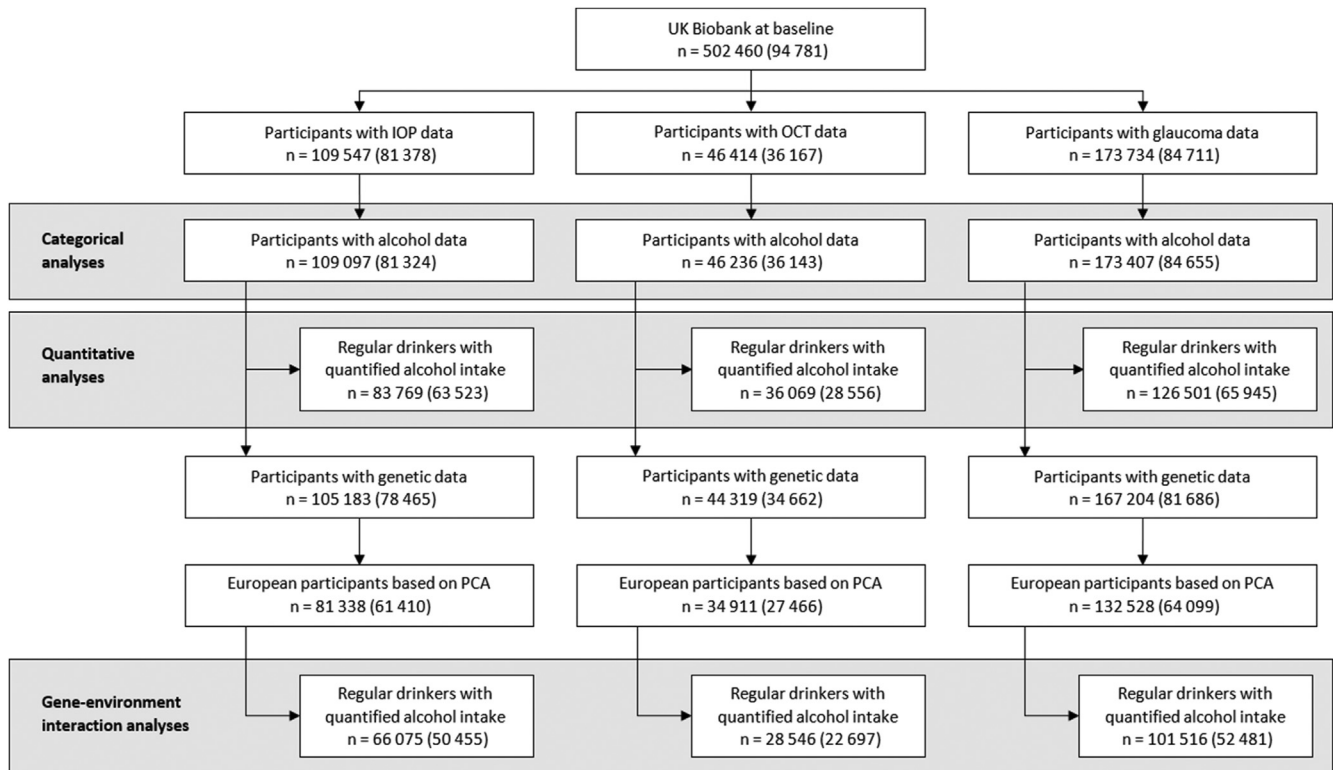 UK Biobank at baseline
n = 502 460 (94 781)
Participants with IOP data
n = 109 547 (81 378)
Participants with OCT data
n = 46 414 (36 167)
Participants with glaucoma data
n = 173 734 (84 711)
Categorical
analyses
Participants with alcohol data
n = 109 097 (81 324)
Participants with alcohol data
n = 46 236 (36 143)
Participants with alcohol data
n = 173 407 (84 655)
Quantitative
analyses
Regular drinkers with
quantified alcohol intake
n = 83 769 (63 523)
Regular drinkers with
quantified alcohol intake
n = 36 069 (28 556)
Regular drinkers with
quantified alcohol intake
n = 126 501 (65 945)
Participants with genetic data
n = 105 183 (78 465)
Participants with genetic data
n = 44 319 (34 662)
Participants with genetic data
n = 167 204 (81 686)
European participants based on PCA
n = 81 338 (61 410)
European participants based on PCA
n = 34 911 (27 466)
European participants based on PCA
n = 132 528 (64 099)
Gene-environment
interaction analyses
Regular drinkers with
quantified alcohol intake
n = 66 075 (50 455)
Regular drinkers with
quantified alcohol intake
n = 28 546 (22 697)
Regular drinkers with
quantified alcohol intake
n = 101 516 (52 481)